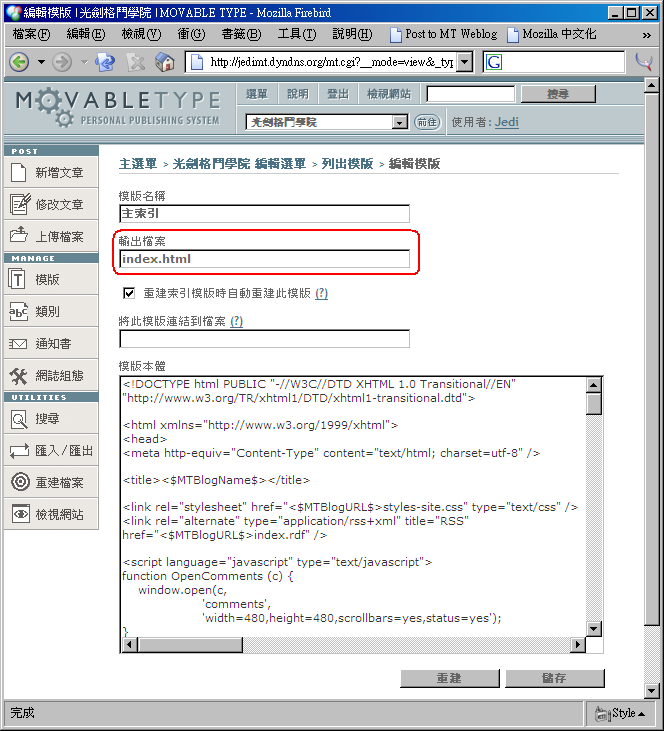 編輯模版 | 光劍格鬥學院 | MOVABLE TYPE - Mozilla Firebird
檔案(F) 編輯(E) 檢視(V) 衝(G) 書籤(B) 工具(T) 說明(H) Post to MT Weblog Mozilla 中文化 »
http://jedimt.dyndns.org/mt.cgi?__mode=view&_typ
G
MOVABLETYPE
PERSONAL PUBLISHING SYSTEM
選單 說明 登出 檢視網站 搜尋
光劍格鬥學院 前往 使用者: Jedi
POST
新增文章
修改文章
上傳檔案
MANAGE
模版
類別
通知書
網誌組態
UTILITIES
搜尋
匯入/匯出
重建檔案
檢視網站
主選單 > 光劍格鬥學院 編輯選單 > 列出模版 > 編輯模版
模版名稱
主索引
輸出檔案
index.html
重建索引模版時自動重建此模版 (?)
將此模版連結到檔案 (?)
模版本體
<!DOCTYPE html PUBLIC "-//W3C//DTD XHTML 1.0 Transitional//EN"
"http://www.w3.org/TR/xhtml1/DTD/xhtml1-transitional.dtd">
<html xmlns="http://www.w3.org/1999/xhtml">
<head>
<meta http-equiv="Content-Type" content="text/html; charset=utf-8" />
<title><$MTBlogName$></title>
<link rel="stylesheet" href="<$MTBlogURL$>styles-site.css" type="text/css" />
<link rel="alternate" type="application/rss+xml" title="RSS"
href="<$MTBlogURL$>index.rdf" />
<script language="javascript" type="text/javascript">
function OpenComments (c) {
window.open(c,
'comments',
'width=480,height=480,scrollbars=yes,status=yes');
}
重建 儲存
完成 Style